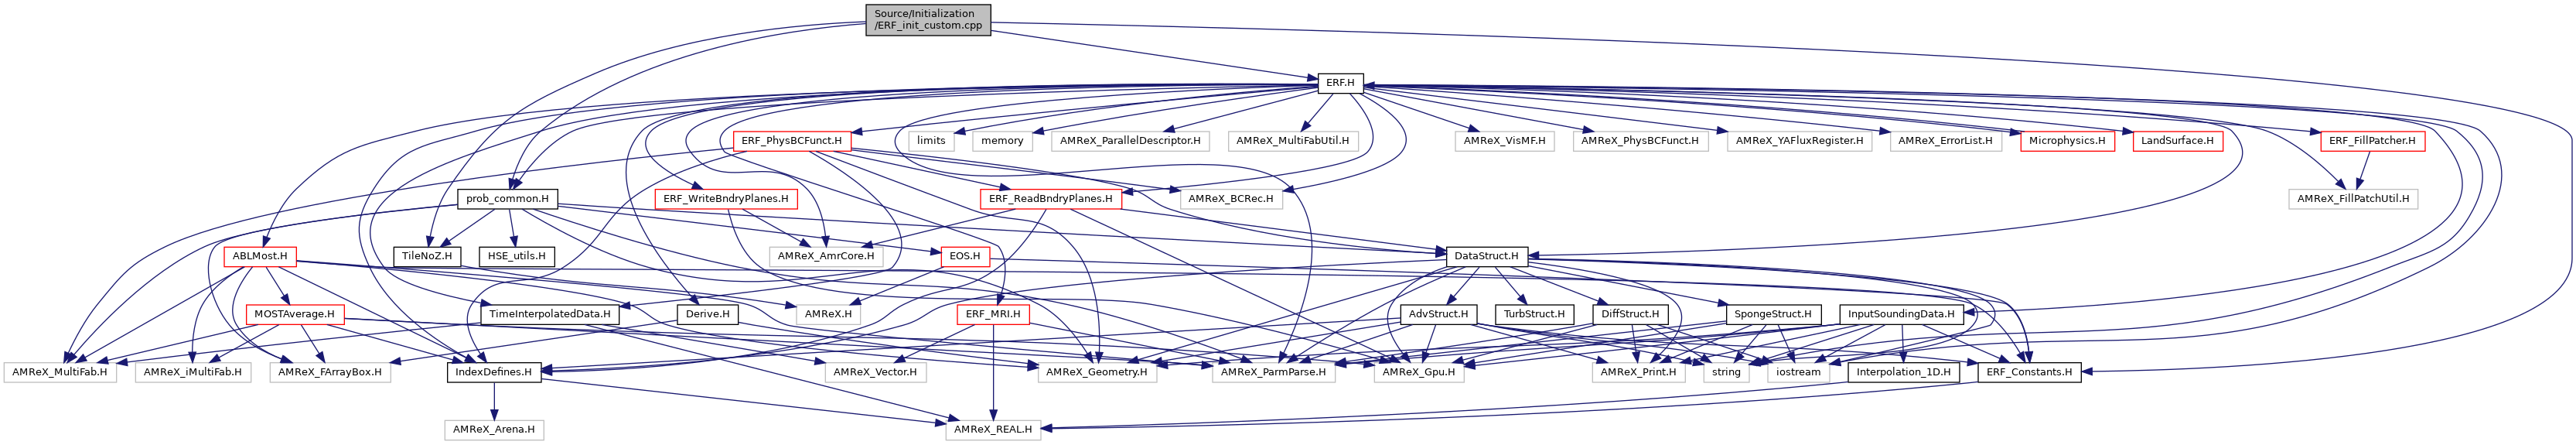 Source/Initialization
/ERF_init_custom.cpp
ERF.H
ERF_PhysBCFunct.H
limits
memory
AMReX_ParallelDescriptor.H
AMReX_MultiFabUtil.H
AMReX_VisMF.H
AMReX_PhysBCFunct.H
AMReX_YAFluxRegister.H
AMReX_ErrorList.H
Microphysics.H
LandSurface.H
ERF_FillPatcher.H
prob_common.H
ERF_WriteBndryPlanes.H
ERF_ReadBndryPlanes.H
AMReX_BCRec.H
AMReX_FillPatchUtil.H
ABLMost.H
TileNoZ.H
HSE_utils.H
AMReX_AmrCore.H
EOS.H
DataStruct.H
MOSTAverage.H
TimeInterpolatedData.H
Derive.H
AMReX.H
ERF_MRI.H
AdvStruct.H
TurbStruct.H
DiffStruct.H
SpongeStruct.H
InputSoundingData.H
AMReX_MultiFab.H
AMReX_iMultiFab.H
AMReX_FArrayBox.H
IndexDefines.H
AMReX_Vector.H
AMReX_Geometry.H
AMReX_ParmParse.H
AMReX_Gpu.H
AMReX_Print.H
string
iostream
Interpolation_1D.H
ERF_Constants.H
AMReX_Arena.H
AMReX_REAL.H